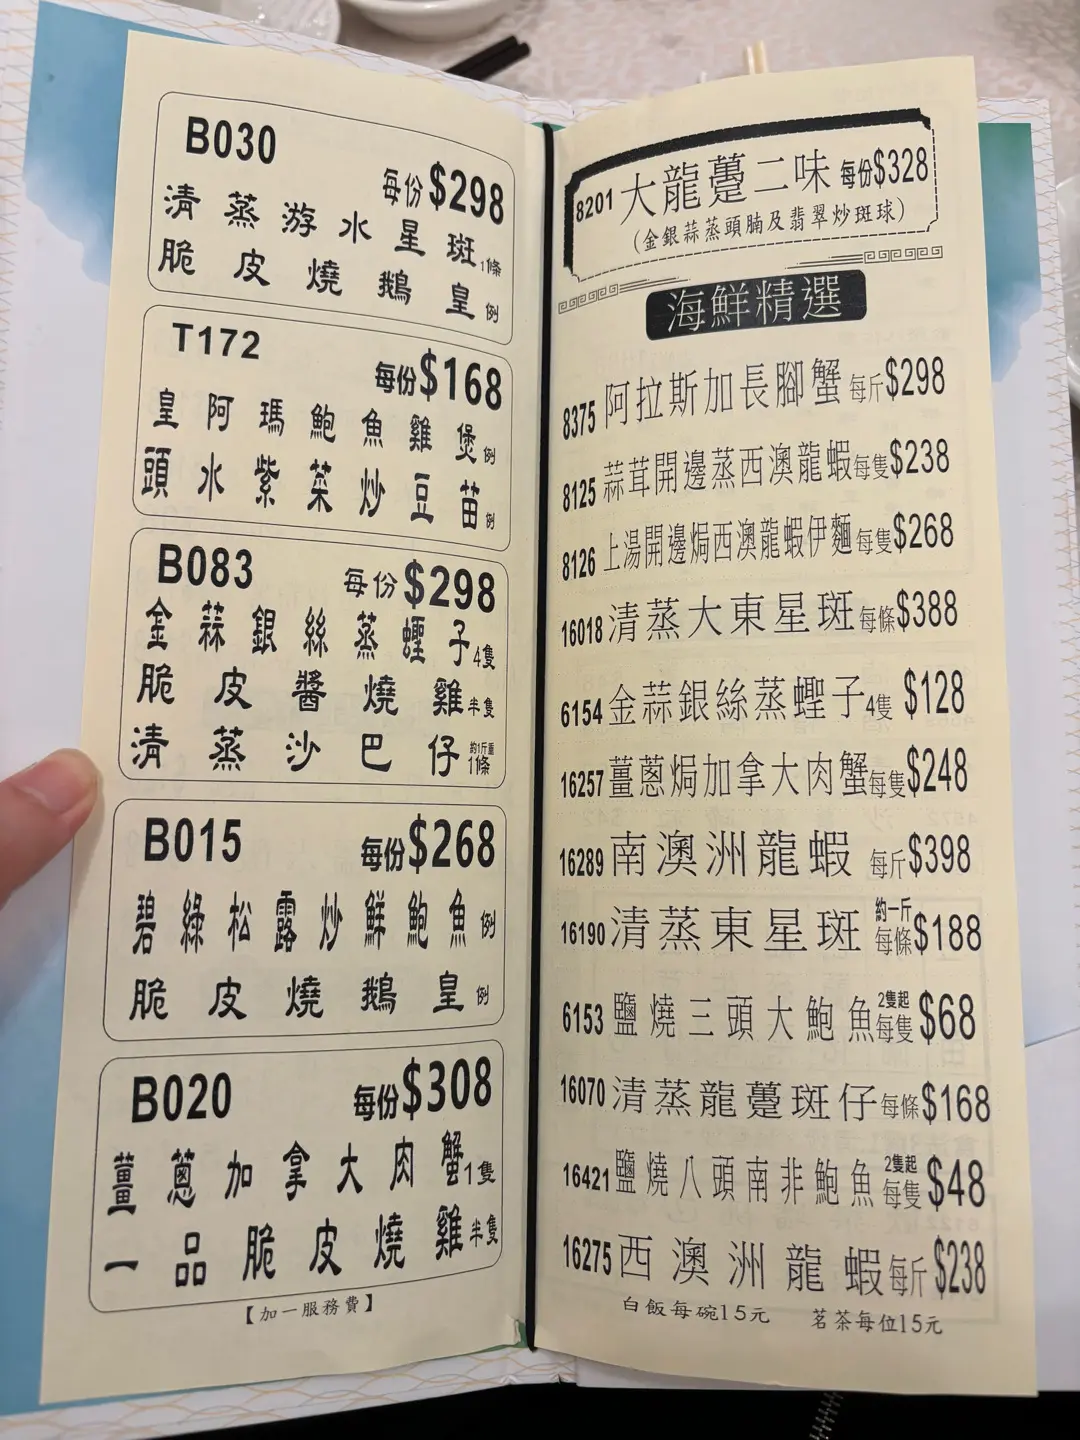 B030
每份$298
清蒸游水星斑1條
脆皮燒鵝皇例
T172
每份$168
皇阿瑪鮑魚雞煲例
頭水紫菜炒豆苗例
B083
每份$298
金蒜銀絲蒸蟶子4隻
脆皮醬燒雞半隻
清蒸沙巴仔約1斤重1條
B015
每份$268
碧綠松露炒鮮鮑魚例
脆皮燒鵝皇例
B020
每份$308
薑蔥加拿大肉蟹1隻
一品脆皮燒雞半隻
【加一服務費】
8201 大龍躉二味 每份$328
(金銀蒜蒸頭腩及翡翠炒斑球)
海鮮精選
8375 阿拉斯加長腳蟹 每斤$298
8125 蒜茸開邊蒸西澳龍蝦 每隻$238
8126 上湯開邊焗西澳龍蝦伊麵 每隻$268
16018 清蒸大東星斑 每條$388
6154 金蒜銀絲蒸蟶子 4隻 $128
16257 薑蔥焗加拿大肉蟹 每隻$248
16289 南澳洲龍蝦 每斤$398
16190 清蒸東星斑 約一斤 每條$188
6153 鹽燒三頭大鮑魚 2隻起 每隻$68
16070 清蒸龍躉斑仔 每條$168
16421 鹽燒八頭南非鮑魚 2隻起 每隻$48
16275 西澳洲龍蝦 每斤$238
白飯每碗15元 茗茶每位15元